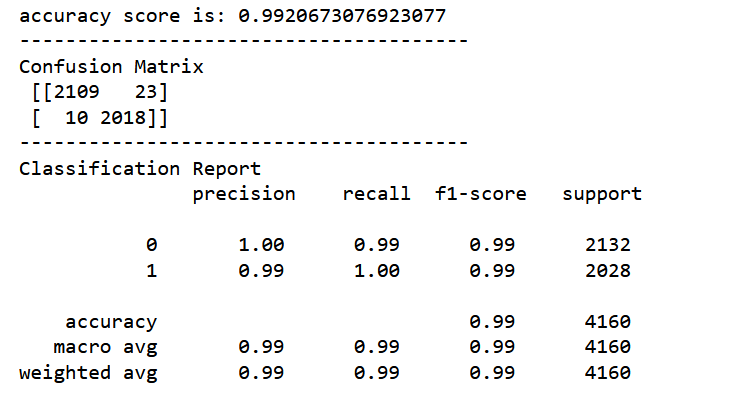 accuracy score is: 0.9920673076923077
---------------------------------------
Confusion Matrix
[[2109   23]
[  10 2018]]
---------------------------------------
Classification Report
precision    recall  f1-score   support
0       1.00      0.99      0.99      2132
1       0.99      1.00      0.99      2028
accuracy                           0.99      4160
macro avg       0.99      0.99      0.99      4160
weighted avg       0.99      0.99      0.99      4160